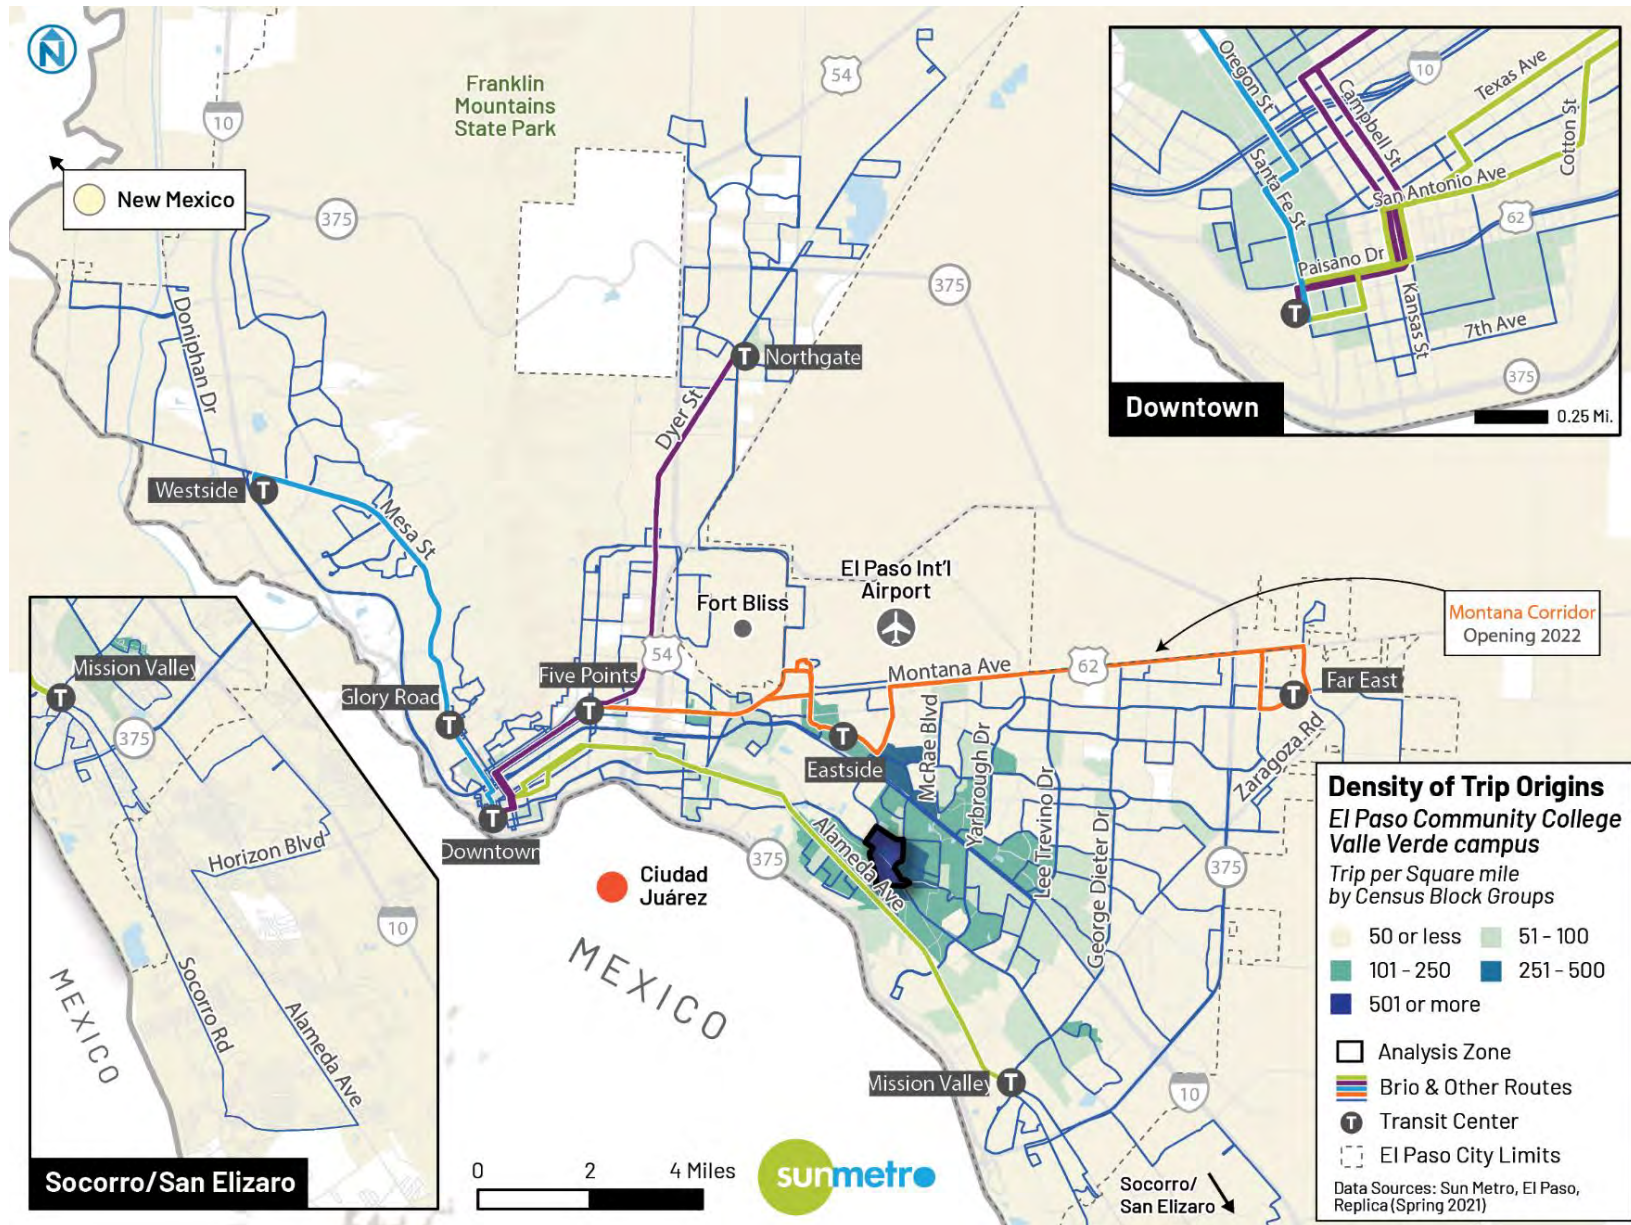 N
Franklin
Mountains
State Park
54
10
New Mexico
375
375
Doniphan Dr
Northgate
Dyer St
Westside
Mesa St
El Paso Int'l
Airport
Fort Bliss
54
Five Points
Glory Road
Montana Ave
62
Montana Corridor
Opening 2022
Far East
Eastside
McRae Blvd
Yarbrough Dr
Lee Trevino Dr
George Dieter Dr
Zaragoza Rd
Downtown
375
Alameda Ave
375
Ciudad
Juárez
MEXICO
Mission Valley
10
Socorro/
San Elizaro
0 2 4 Miles
sunmetro
T
T
T
T
T
T
T
T
Oregon St
10
Texas Ave
Campbell St
Cotton St
Santa Fe St
San Antonio Ave
62
Paisano Dr
T
Kansas St
7th Ave
375
Downtown
0.25 Mi.
Mission Valley
T
375
Horizon Blvd
10
Socorro Rd
Alameda Ave
MEXICO
Socorro/San Elizaro
Density of Trip Origins
El Paso Community College
Valle Verde campus
Trip per Square mile
by Census Block Groups
50 or less 51 - 100
101 - 250 251 - 500
501 or more
Analysis Zone
Brio & Other Routes
T Transit Center
El Paso City Limits
Data Sources: Sun Metro, El Paso,
Replica (Spring 2021)